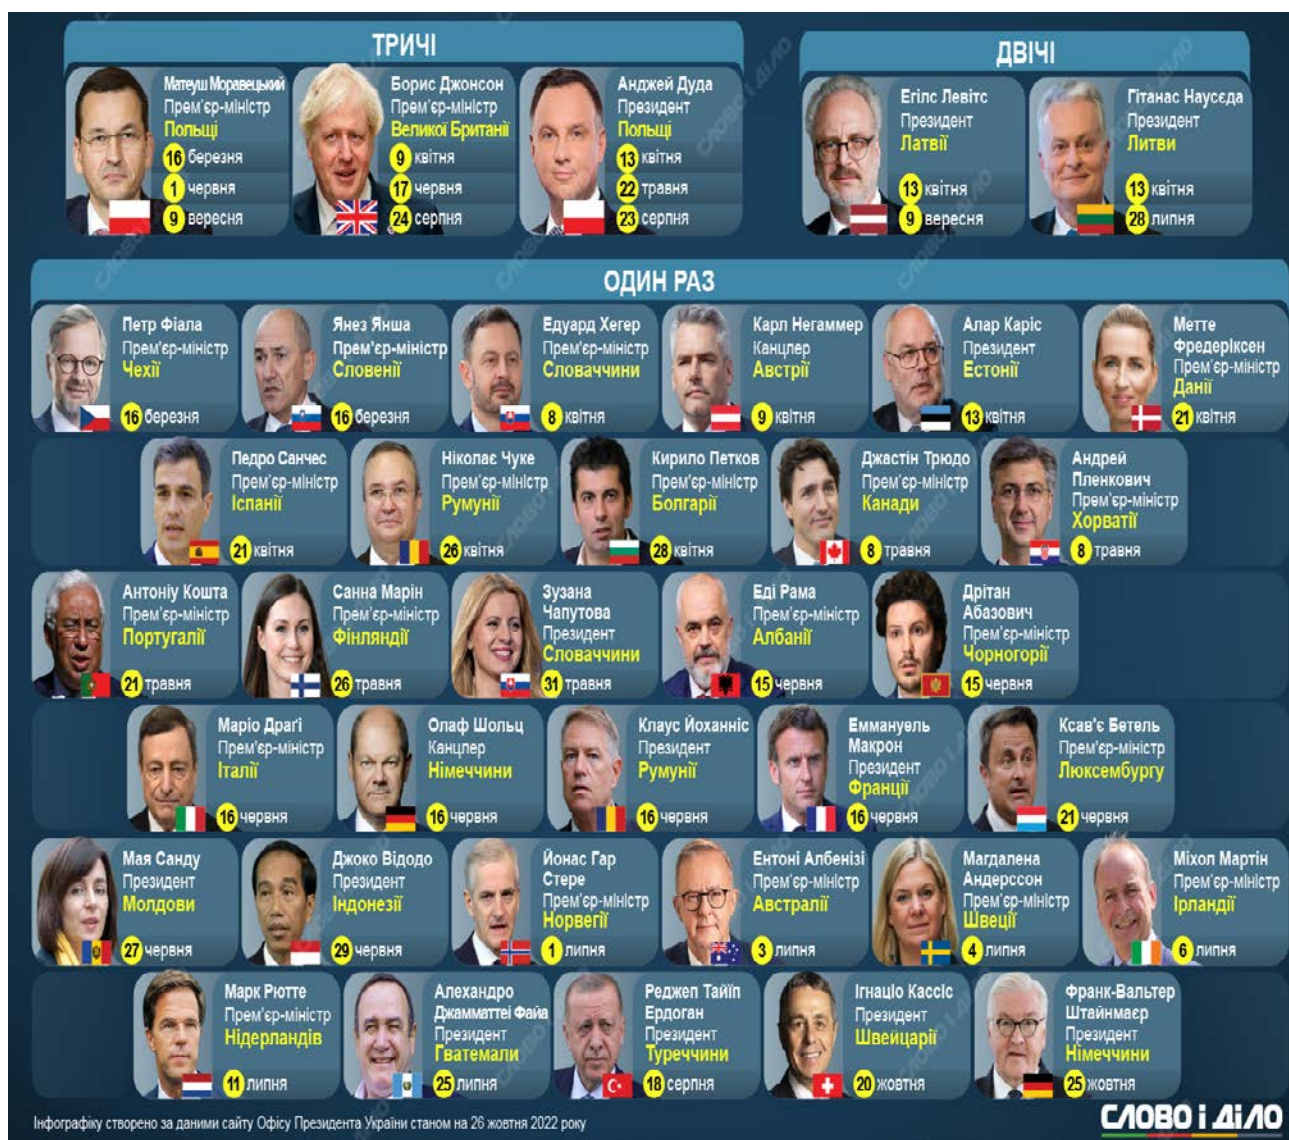 ТРИЧІ
Матеуш Моравецький
Прем'єр-міністр
Польщі
16 березня
1 червня
9 вересня
Борис Джонсон
Прем'єр-міністр
Великої Британії
9 квітня
17 червня
24 серпня
Анджей Дуда
Президент
Польщі
13 квітня
22 травня
23 серпня
ДВІЧІ
Егілс Левітс
Президент
Латвії
13 квітня
9 вересня
Гітанас Наусєда
Президент
Литви
13 квітня
28 липня
ОДИН РАЗ
Петр Фіала
Прем'єр-міністр
Чехії
16 березня
Янез Янша
Прем'єр-міністр
Словенії
16 березня
Едуард Хегер
Прем'єр-міністр
Словаччини
8 квітня
Карл Негаммер
Канцлер
Австрії
9 квітня
Алар Каріс
Президент
Естонії
13 квітня
Метте
Фредеріксен
Прем'єр-міністр
Данії
21 квітня
Педро Санчес
Прем'єр-міністр
Іспанії
21 квітня
Ніколає Чуке
Прем'єр-міністр
Румунії
26 квітня
Кирило Петков
Прем'єр-міністр
Болгарії
28 квітня
Джастін Трюдо
Прем'єр-міністр
Канади
8 травня
Андрей
Пленкович
Прем'єр-міністр
Хорватії
8 травня
Антоніу Кошта
Прем'єр-міністр
Португалії
21 травня
Санна Марін
Прем'єр-міністр
Фінляндії
26 травня
Зузана
Чапутова
Президент
Словаччини
31 травня
Еді Рама
Прем'єр-міністр
Албанії
15 червня
Дрітан
Абазович
Прем'єр-міністр
Чорногорії
15 червня
Маріо Драґі
Прем'єр-міністр
Італії
16 червня
Олаф Шольц
Канцлер
Німеччини
16 червня
Клаус Йоханніс
Президент
Румунії
16 червня
Еммануель
Макрон
Президент
Франції
16 червня
Ксав'є Бетель
Прем'єр-міністр
Люксембургу
21 червня
Мая Санду
Президент
Молдови
27 червня
Джоко Відодо
Президент
Індонезії
29 червня
Йонас Гар
Стере
Прем'єр-міністр
Норвегії
1 липня
Ентоні Албенізі
Прем'єр-міністр
Австралії
3 липня
Магдалена
Андерссон
Прем'єр-міністр
Швеції
4 липня
Міхол Мартін
Прем'єр-міністр
Ірландії
6 липня
Марк Рютте
Прем'єр-міністр
Нідерландів
11 липня
Алехандро
Джамматтеі Файа
Президент
Гватемали
25 липня
Реджеп Таїїп
Ердоган
Президент
Туреччини
18 серпня
Ігнаціо Кассіс
Президент
Швейцарії
20 жовтня
Франк-Вальтер
Штайнмаєр
Президент
Німеччини
25 жовтня
Інфографіку створено за даними сайту Офісу Президента України станом на 26 жовтня 2022 року
СЛОВО і ДІЛО